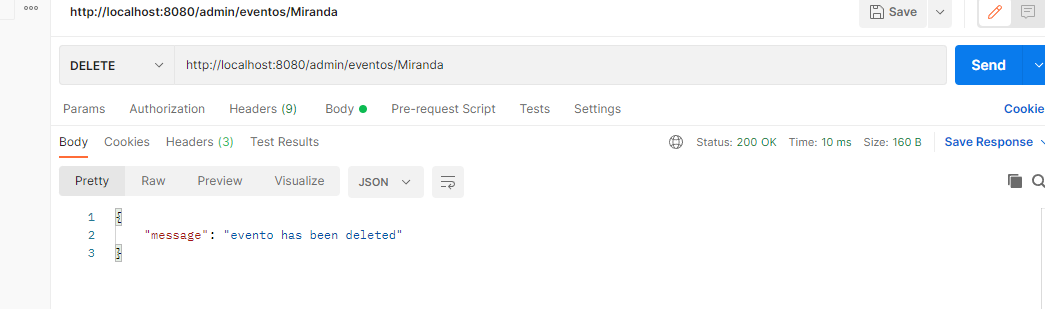 http://localhost:8080/admin/eventos/Miranda
Save
DELETE
http://localhost:8080/admin/eventos/Miranda
Send
Params Authorization Headers (9) Body Pre-request Script Tests Settings Cookie
Body Cookies Headers (3) Test Results Status: 200 OK Time: 10 ms Size: 160 B Save Response
Pretty Raw Preview Visualize JSON
1 {
2 "message": "evento has been deleted"
3 }